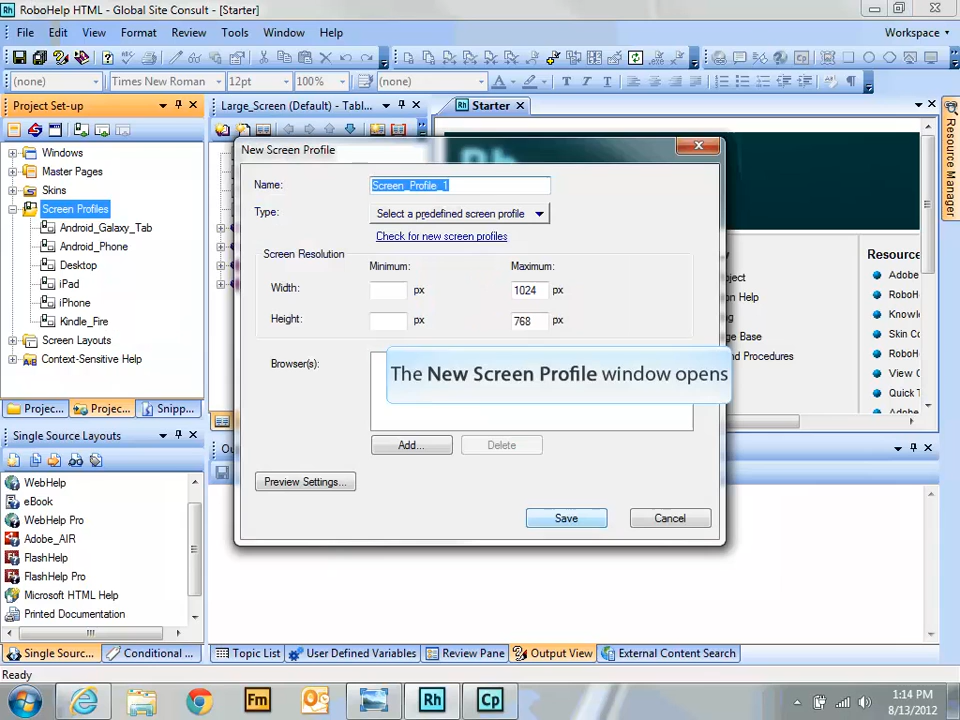 RoboHelp HTML - Global Site Consult - [Starter]
File Edit View Format Review Tools Window Help
Workspace
(none) Times New Roman 12pt 100% (none)
Project Set-up
Large_Screen (Default) - Tabl...
Starter
Windows
Master Pages
Skins
Screen Profiles
Android_Galaxy_Tab
Android_Phone
Desktop
iPad
iPhone
Kindle_Fire
Screen Layouts
Context-Sensitive Help
Projec... Projec... Snipp...
Single Source Layouts
WebHelp
eBook
WebHelp Pro
Adobe_AIR
FlashHelp
FlashHelp Pro
Microsoft HTML Help
Printed Documentation
Single Sourc... Conditional ...
New Screen Profile
Name: Screen_Profile_1
Type: Select a predefined screen profile
Check for new screen profiles
Screen Resolution
Minimum: Maximum:
Width: px 1024 px
Height: px 768 px
Browser(s):
The New Screen Profile window opens
Add... Delete
Preview Settings...
Save Cancel
Resource Manager
Resource
Adobe
RoboH
Knowl
Skin C
RoboH
View C
Quick T
Adobe
and Procedures
Topic List User Defined Variables Review Pane Output View External Content Search
Ready
1:14 PM
8/13/2012